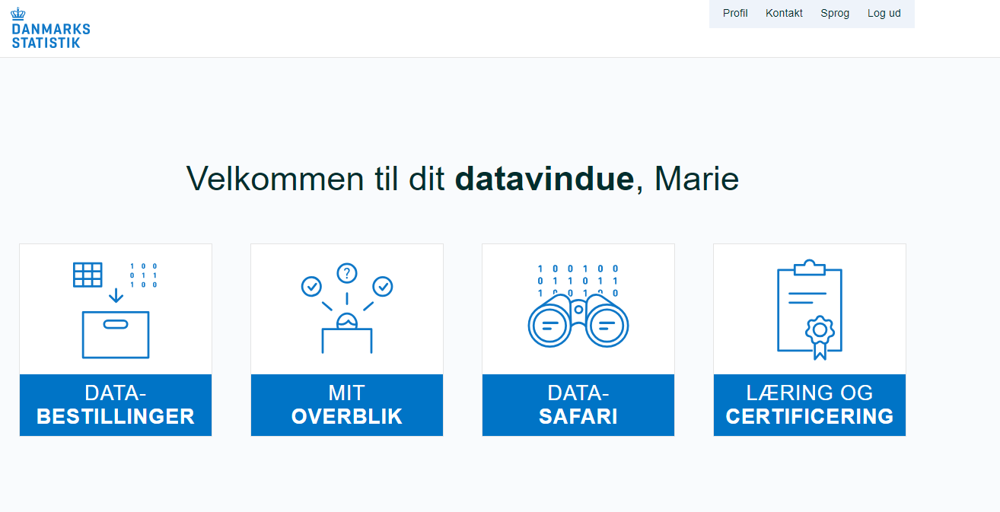 DANMARKS
STATISTIK
Profil Kontakt Sprog Log ud
Velkommen til dit datavindue, Marie
1 0 0
0 1 1
1 0 0
?
1 0 0 1 0 0
0 1 1 0 1 1
1 0 0 1 0 0
DATA-
BESTILLINGER
MIT
OVERBLIK
DATA-
SAFARI
LÆRING OG
CERTIFICERING